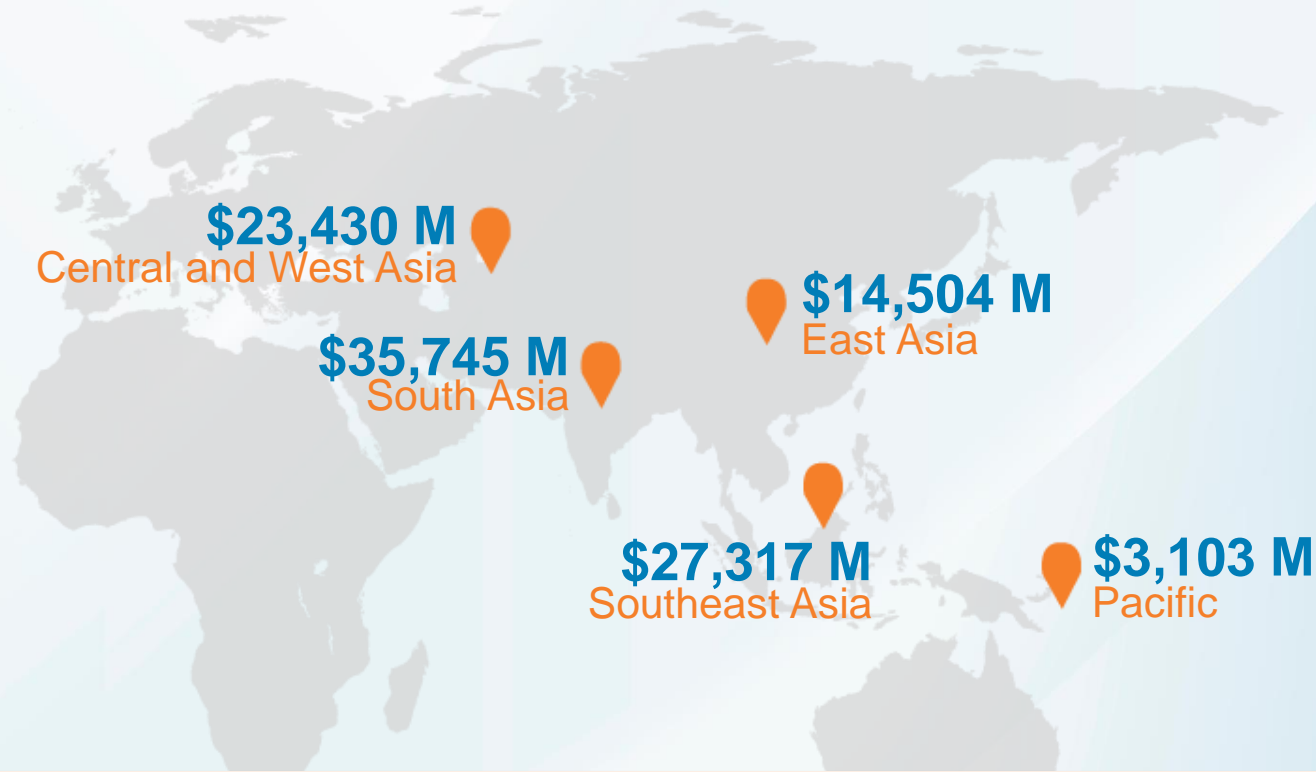 $23,430 M
Central and West Asia
$14,504 M
East Asia
$35,745 M
South Asia
$27,317 M
Southeast Asia
$3,103 M
Pacific